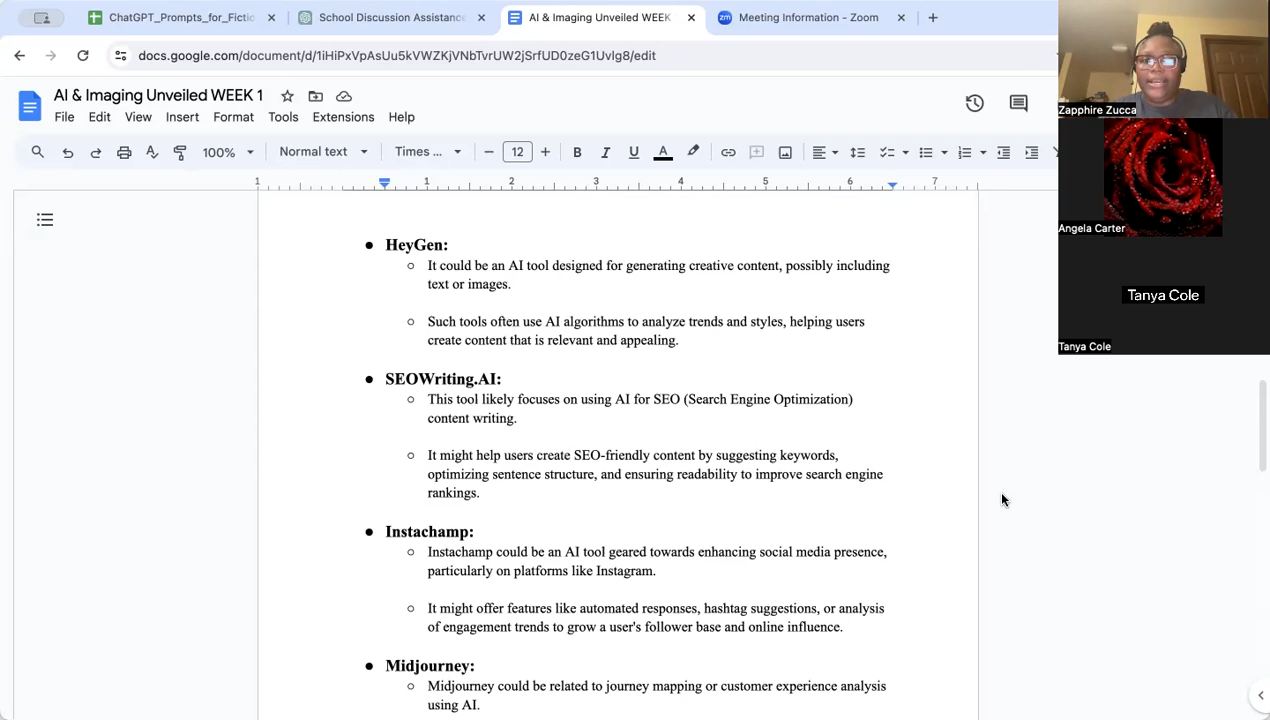 ChatGPT_Prompts_for_Fictio
School Discussion Assistance
AI & Imaging Unveiled WEEK
Meeting Information - Zoom
docs.google.com/document/d/1iHiPxVpAsUu5kVWZKjVNbTvrUW2jSrfUD0zeG1UvIg8/edit
AI & Imaging Unveiled WEEK 1
File Edit View Insert Format Tools Extensions Help
100% Normal text Times ... 12 B I U A
1 1 2 3 4 5 6 7
Zapphire Zucca
Angela Carter
Tanya Cole
Tanya Cole
● HeyGen:
○ It could be an AI tool designed for generating creative content, possibly including
text or images.
○ Such tools often use AI algorithms to analyze trends and styles, helping users
create content that is relevant and appealing.
● SEOWriting.AI:
○ This tool likely focuses on using AI for SEO (Search Engine Optimization)
content writing.
○ It might help users create SEO-friendly content by suggesting keywords,
optimizing sentence structure, and ensuring readability to improve search engine
rankings.
● Instachamp:
○ Instachamp could be an AI tool geared towards enhancing social media presence,
particularly on platforms like Instagram.
○ It might offer features like automated responses, hashtag suggestions, or analysis
of engagement trends to grow a user's follower base and online influence.
● Midjourney:
○ Midjourney could be related to journey mapping or customer experience analysis
using AI.